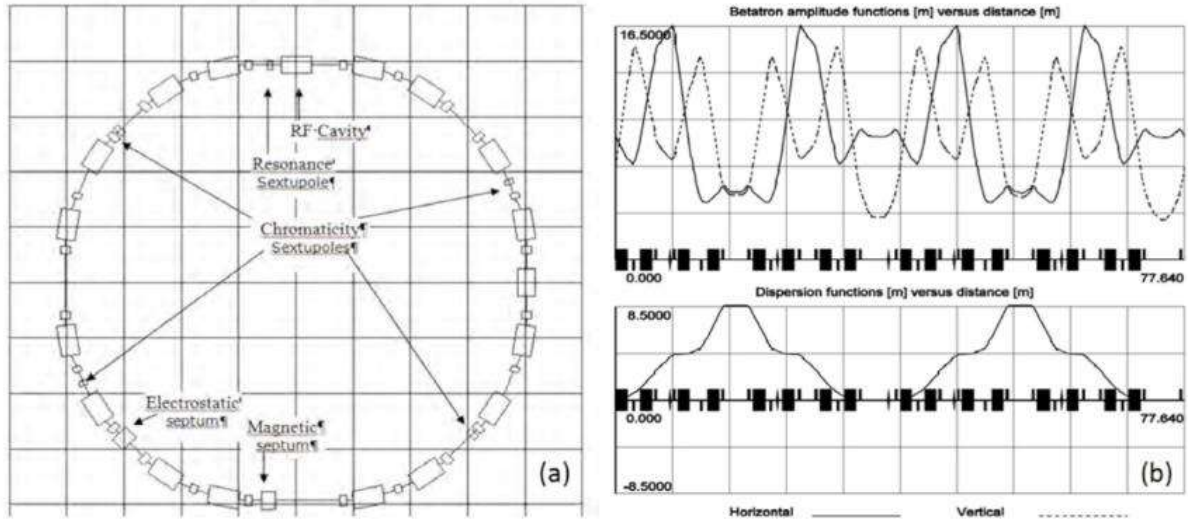 RF·Cavity¶
Resonance
Sextupole¶
Chromaticity¶
Sextupoles¶
Electrostatic
septum¶
Magnetic¶
septum¶
(a)
Betatron amplitude functions [m] versus distance [m]
16.5000
0.000 77.640
Dispersion functions [m] versus distance [m]
8.5000
0.000 77.640
-8.5000
(b)
Horizontal Vertical